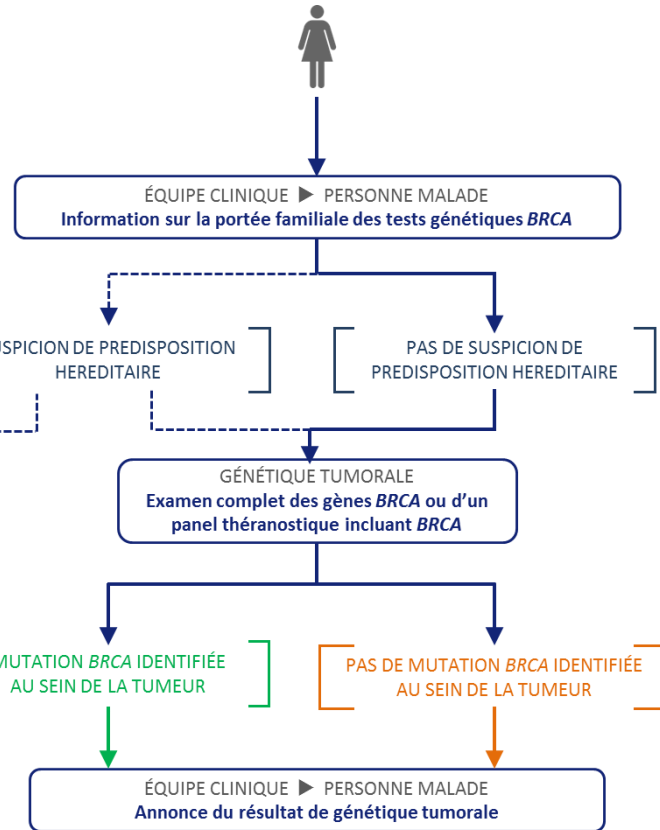 ÉQUIPE CLINIQUE ▶ PERSONNE MALADE
Information sur la portée familiale des tests génétiques BRCA
DE PREDISPOSITION
HEREDITAIRE
PAS DE SUSPICION DE
PREDISPOSITION HEREDITAIRE
GÉNÉTIQUE TUMORALE
Examen complet des gènes BRCA ou d’un
panel théranostique incluant BRCA
MUTATION BRCA IDENTIFIÉE
AU SEIN DE LA TUMEUR
PAS DE MUTATION BRCA IDENTIFIÉE
AU SEIN DE LA TUMEUR
ÉQUIPE CLINIQUE ▶ PERSONNE MALADE
Annonce du résultat de génétique tumorale